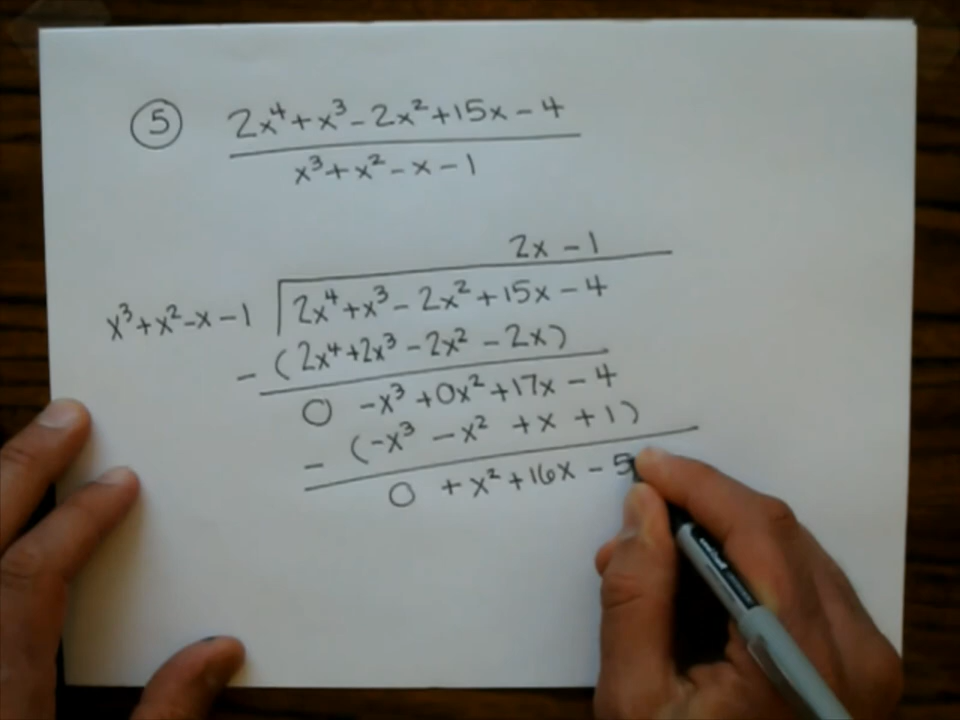 ⑤ 2x⁴+x³-2x²+15x-4
x³+x²-x-1
2x-1
x³+x²-x-1 2x⁴+x³-2x²+15x-4
-(2x⁴+2x³-2x²-2x)
0 -x³+0x²+17x-4
-(-x³-x²+x+1)
0 +x²+16x-5